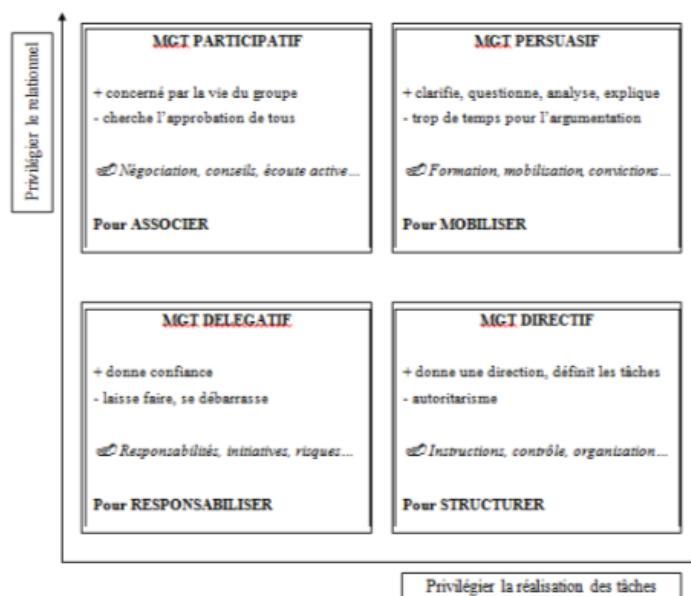 Privilégier le relationnel
MGT PARTICIPATIF
+ concerné par la vie du groupe
- cherche l'approbation de tous
Négociation, conseils, écoute active...
Pour ASSOCIER
MGT PERSUASIF
+ clarifie, questionne, analyse, explique
- trop de temps pour l'argumentation
Formation, mobilisation, convictions...
Pour MOBILISER
MGT DELEGATIF
+ donne confiance
- laisse faire, se débarrasse
Responsabilités, initiatives, risques...
Pour RESPONSABILISER
MGT DIRECTIF
+ donne une direction, définit les tâches
- autoritarisme
Instructions, contrôle, organisation...
Pour STRUCTURER
Privilégier la réalisation des tâches